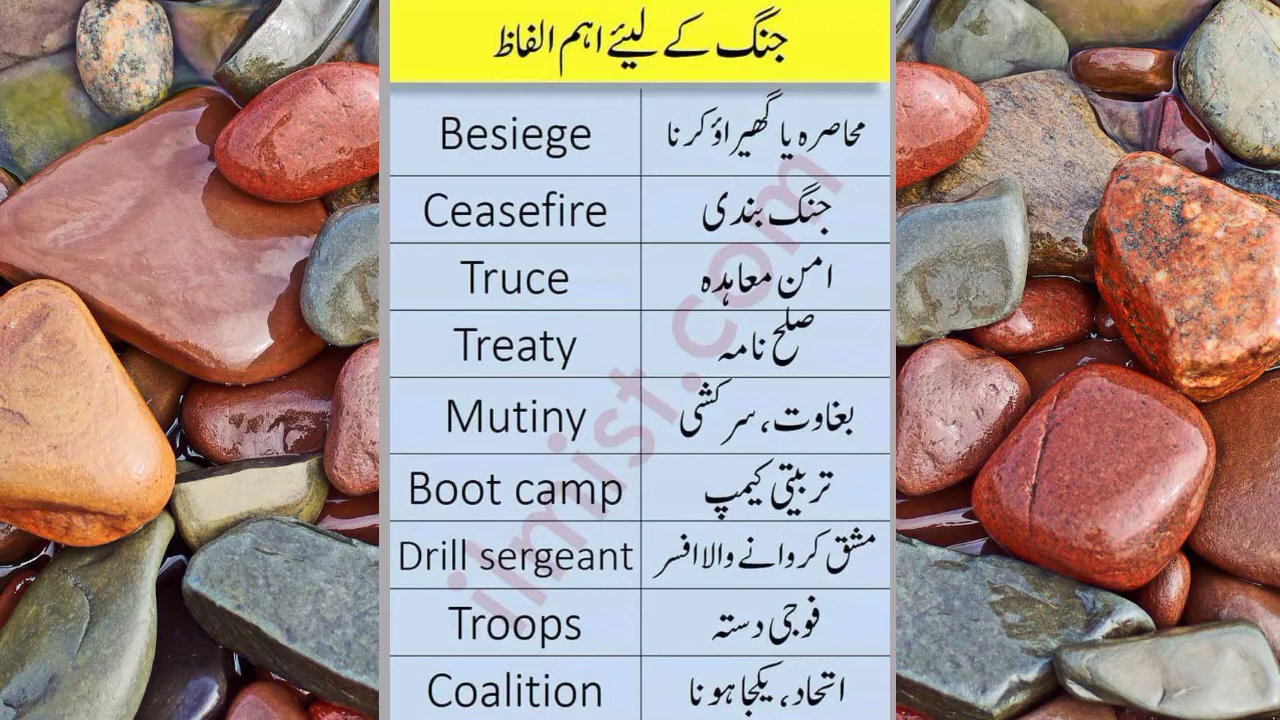 جنگ کے لیئے اہم الفاظ
Besiege محاصرہ یا گھیراؤ کرنا
Ceasefire جنگ بندی
Truce امن معاہدہ
Treaty صلح نامہ
Mutiny بغاوت، سرکشی
Boot camp تربیتی کیمپ
Drill sergeant مشق کروانے والا افسر
Troops فوجی دستہ
Coalition اتحاد، یکجا ہونا
ilmist.com